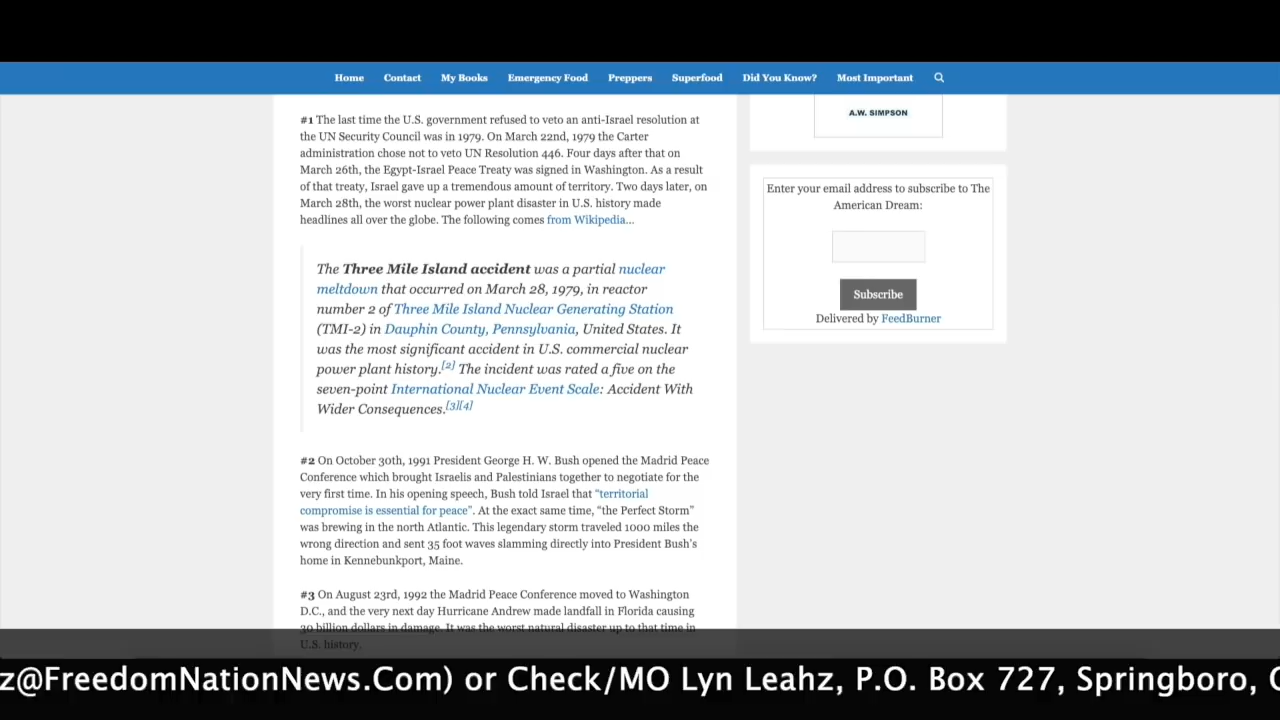 Home Contact My Books Emergency Food Preppers Superfood Did You Know? Most Important
#1 The last time the U.S. government refused to veto an anti-Israel resolution at
the UN Security Council was in 1979. On March 22nd, 1979 the Carter
administration chose not to veto UN Resolution 446. Four days after that on
March 26th, the Egypt-Israel Peace Treaty was signed in Washington. As a result
of that treaty, Israel gave up a tremendous amount of territory. Two days later, on
March 28th, the worst nuclear power plant disaster in U.S. history made
headlines all over the globe. The following comes from Wikipedia...
The Three Mile Island accident was a partial nuclear
meltdown that occurred on March 28, 1979, in reactor
number 2 of Three Mile Island Nuclear Generating Station
(TMI-2) in Dauphin County, Pennsylvania, United States. It
was the most significant accident in U.S. commercial nuclear
power plant history.[2] The incident was rated a five on the
seven-point International Nuclear Event Scale: Accident With
Wider Consequences.[3][4]
#2 On October 30th, 1991 President George H. W. Bush opened the Madrid Peace
Conference which brought Israelis and Palestinians together to negotiate for the
very first time. In his opening speech, Bush told Israel that “territorial
compromise is essential for peace”. At the exact same time, “the Perfect Storm”
was brewing in the north Atlantic. This legendary storm traveled 1000 miles the
wrong direction and sent 35 foot waves slamming directly into President Bush's
home in Kennebunkport, Maine.
#3 On August 23rd, 1992 the Madrid Peace Conference moved to Washington
D.C., and the very next day Hurricane Andrew made landfall in Florida causing
30 billion dollars in damage. It was the worst natural disaster up to that time in
U.S. history.
A.W. SIMPSON
Enter your email address to subscribe to The
American Dream:
Subscribe
Delivered by FeedBurner
z@FreedomNationNews.Com) or Check/MO Lyn Leahz, P.O. Box 727, Springboro,